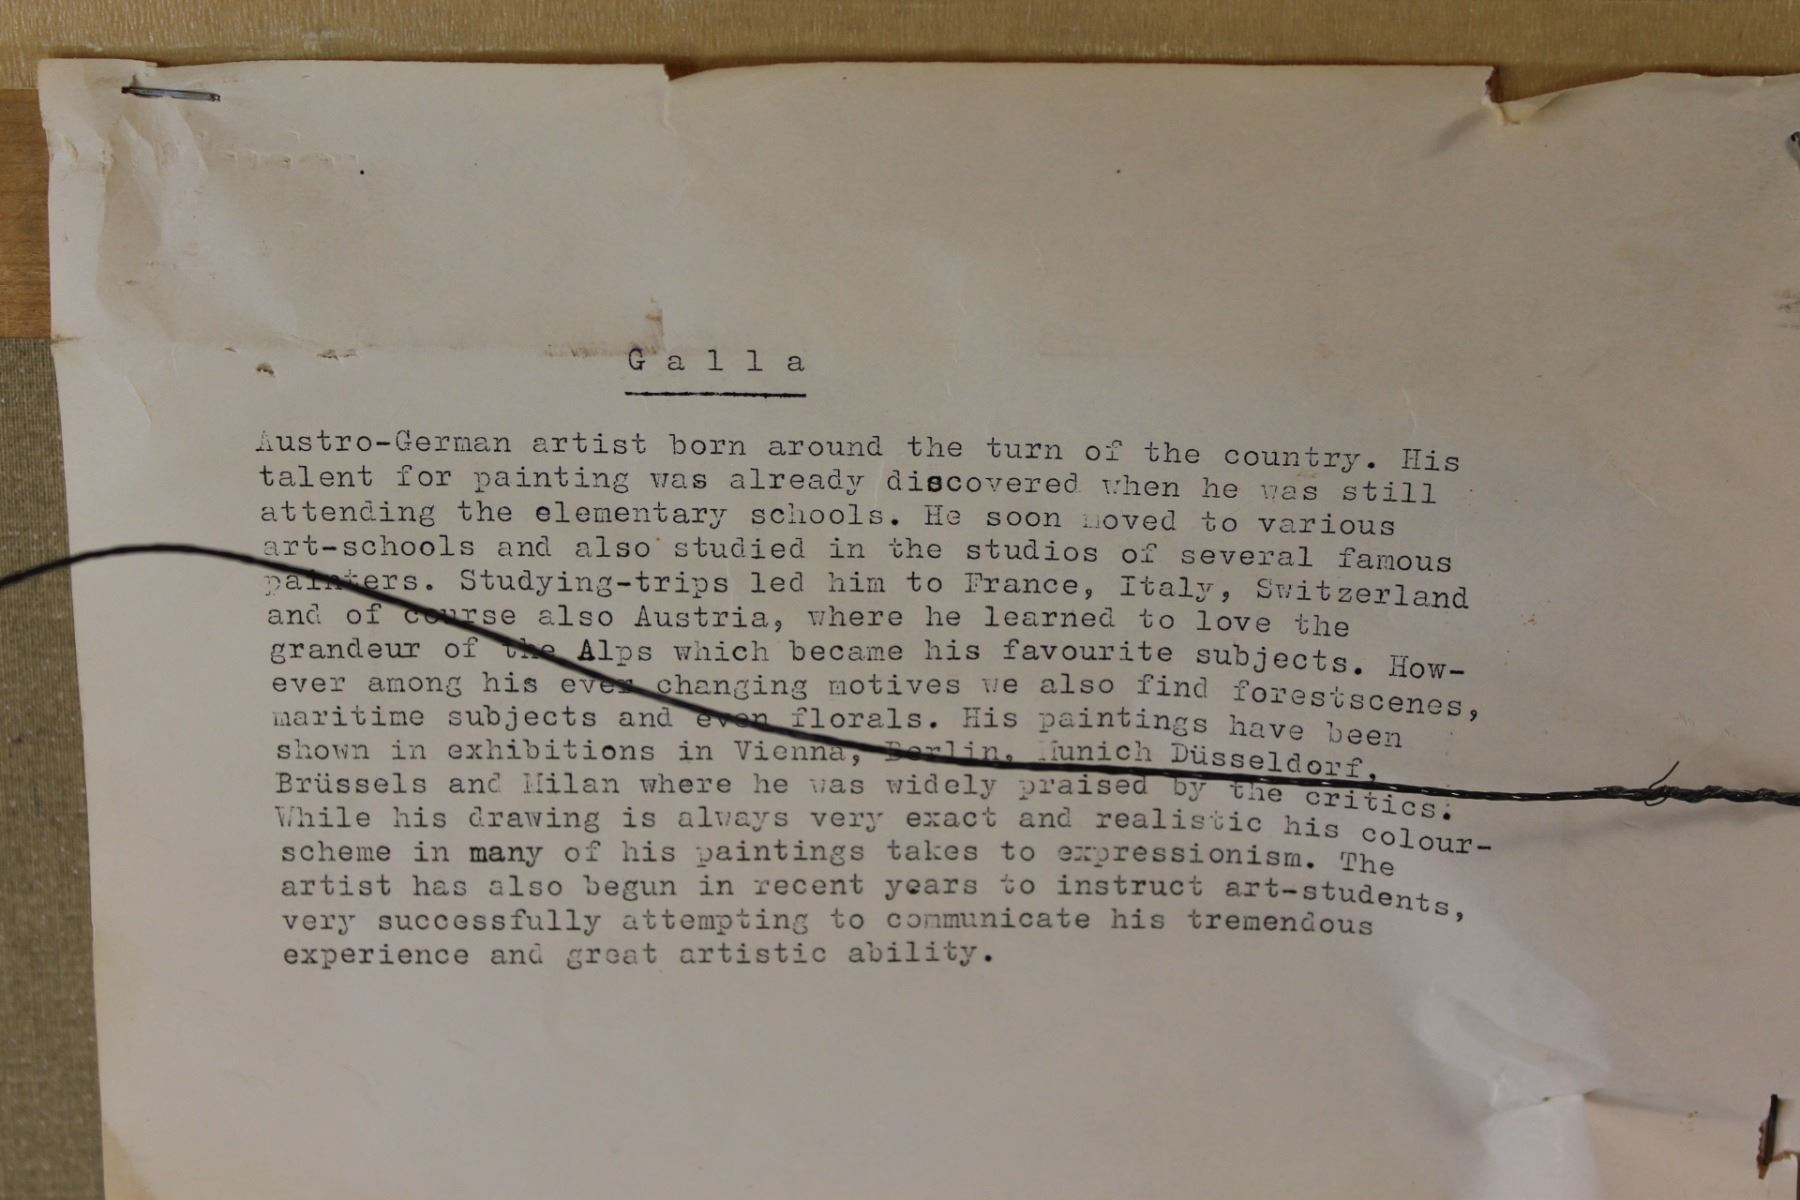 G a l l a
Austro-German artist born around the turn of the country. His
talent for painting was already discovered when he was still
attending the elementary schools. He soon moved to various
art-schools and also studied in the studios of several famous
painters. Studying-trips led him to France, Italy, Switzerland
and of course also Austria, where he learned to love the
grandeur of the Alps which became his favourite subjects. How-
ever among his ever changing motives we also find forestscenes,
maritime subjects and even florals. His paintings have been
shown in exhibitions in Vienna, Berlin, Munich Düsseldorf,
Brüssels and Milan where he was widely praised by the critics.
While his drawing is always very exact and realistic his colour-
scheme in many of his paintings takes to expressionism. The
artist has also begun in recent years to instruct art-students,
very successfully attempting to communicate his tremendous
experience and great artistic ability.